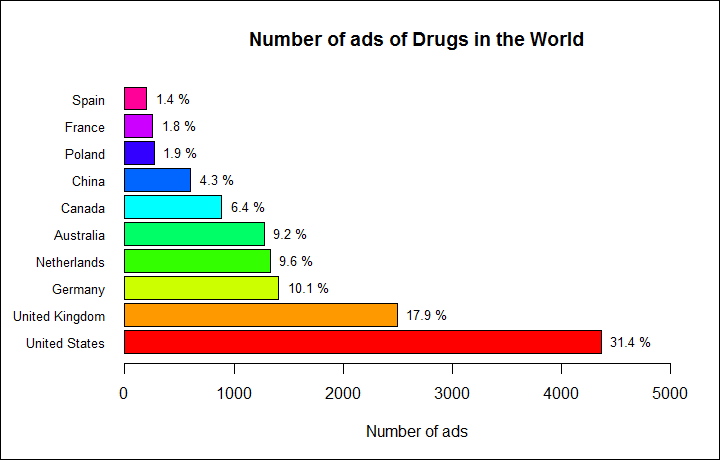 Number of ads of Drugs in the World
Spain 1.4 %
France 1.8 %
Poland 1.9 %
China 4.3 %
Canada 6.4 %
Australia 9.2 %
Netherlands 9.6 %
Germany 10.1 %
United Kingdom 17.9 %
United States 31.4 %
0 1000 2000 3000 4000 5000
Number of ads